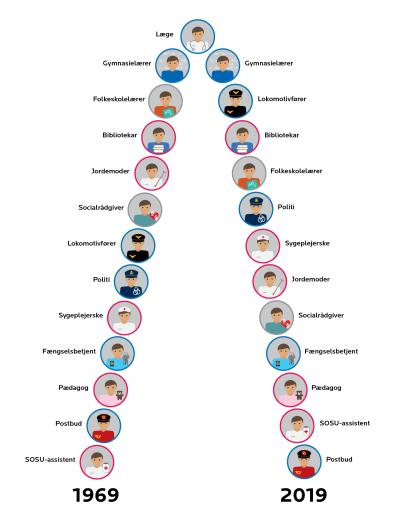 Læge
Gymnasielærer
Gymnasielærer
Folkeskolelærer
Lokomotivfører
Bibliotekar
Bibliotekar
Jordemoder
Folkeskolelærer
Socialrådgiver
Politi
Lokomotivfører
Sygeplejerske
Politi
Jordemoder
Sygeplejerske
Socialrådgiver
Fængselsbetjent
Fængselsbetjent
Pædagog
Pædagog
Postbud
SOSU-assistent
SOSU-assistent
Postbud
1969
2019